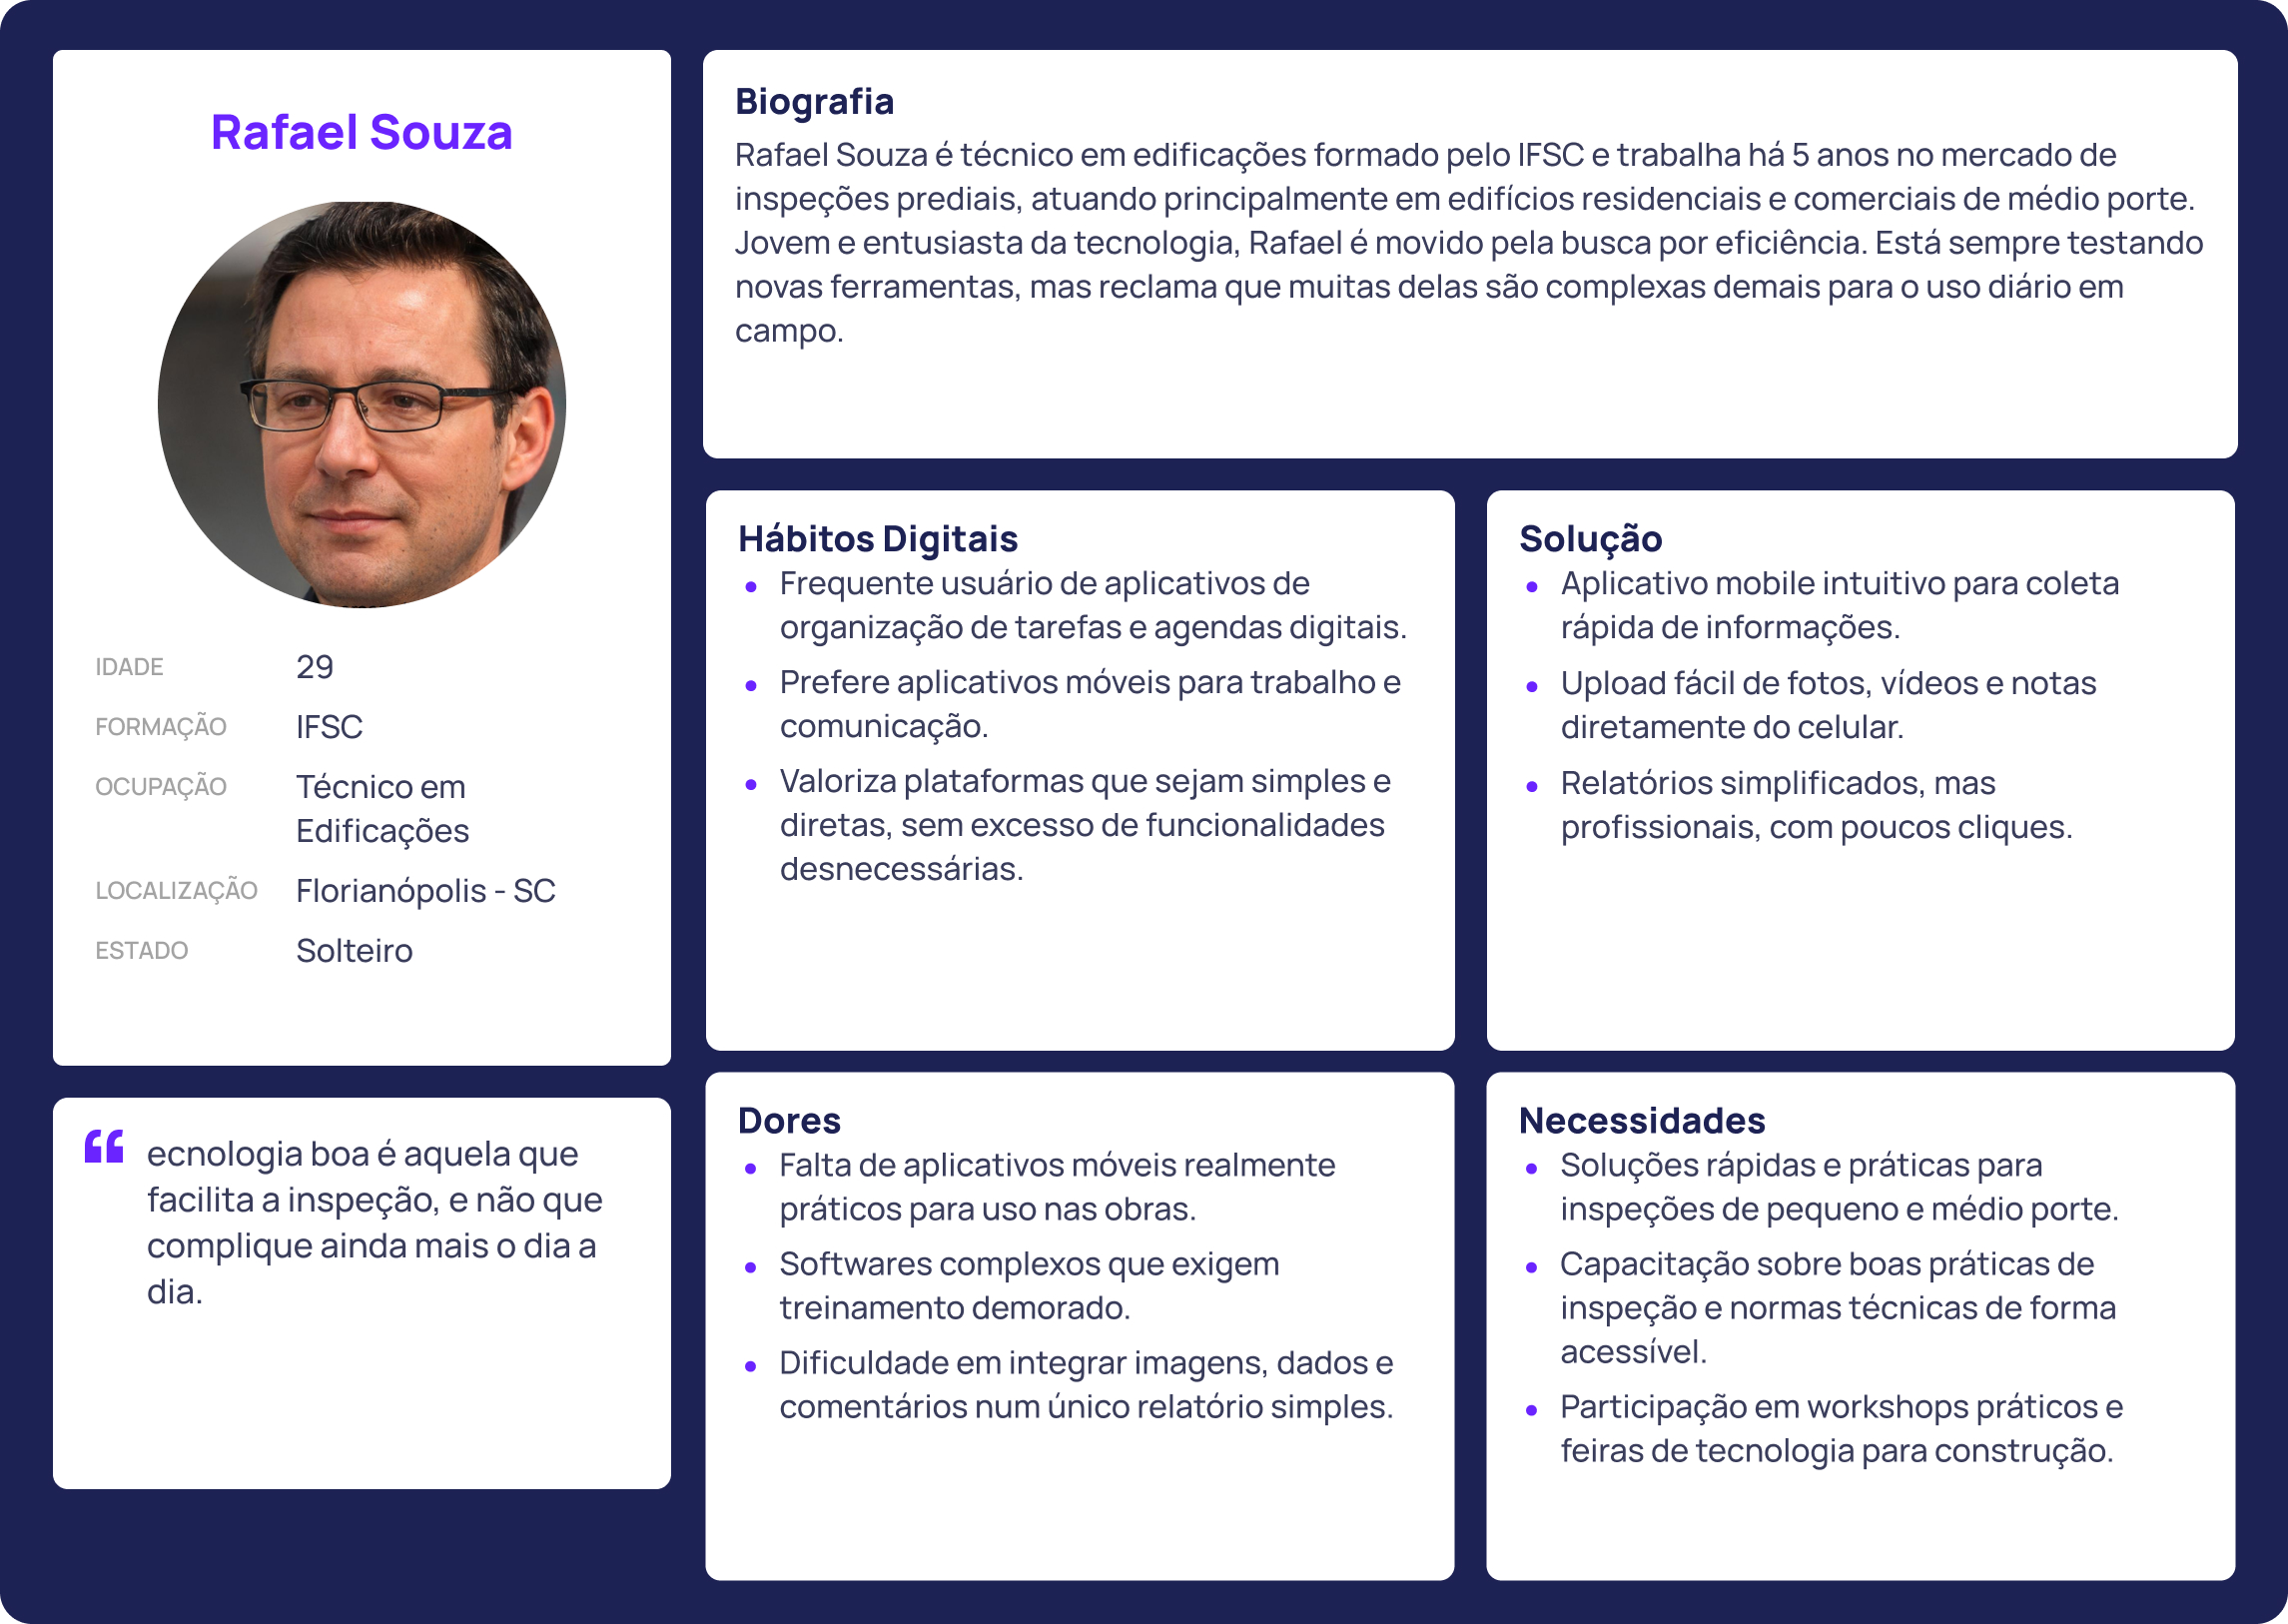 Rafael Souza
IDADE 29
FORMAÇÃO IFSC
OCUPAÇÃO Técnico em
Edificações
LOCALIZAÇÃO Florianópolis - SC
ESTADO Solteiro
“ ecnologia boa é aquela que
facilita a inspeção, e não que
complique ainda mais o dia a
dia.
Biografia
Rafael Souza é técnico em edificações formado pelo IFSC e trabalha há 5 anos no mercado de
inspeções prediais, atuando principalmente em edifícios residenciais e comerciais de médio porte.
Jovem e entusiasta da tecnologia, Rafael é movido pela busca por eficiência. Está sempre testando
novas ferramentas, mas reclama que muitas delas são complexas demais para o uso diário em
campo.
Hábitos Digitais
• Frequente usuário de aplicativos de
organização de tarefas e agendas digitais.
• Prefere aplicativos móveis para trabalho e
comunicação.
• Valoriza plataformas que sejam simples e
diretas, sem excesso de funcionalidades
desnecessárias.
Solução
• Aplicativo mobile intuitivo para coleta
rápida de informações.
• Upload fácil de fotos, vídeos e notas
diretamente do celular.
• Relatórios simplificados, mas
profissionais, com poucos cliques.
Dores
• Falta de aplicativos móveis realmente
práticos para uso nas obras.
• Softwares complexos que exigem
treinamento demorado.
• Dificuldade em integrar imagens, dados e
comentários num único relatório simples.
Necessidades
• Soluções rápidas e práticas para
inspeções de pequeno e médio porte.
• Capacitação sobre boas práticas de
inspeção e normas técnicas de forma
acessível.
• Participação em workshops práticos e
feiras de tecnologia para construção.